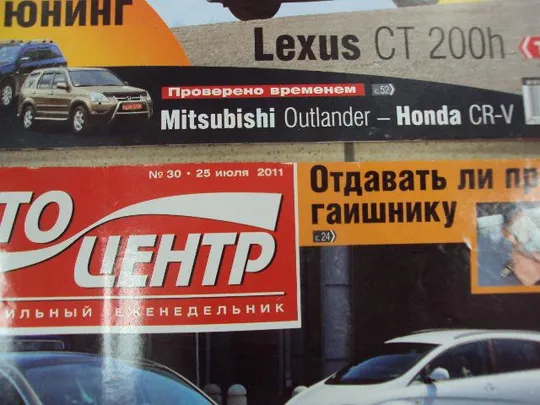 ЮНИНГ
Lexus CT 200h
Проверено временем с.52
Mitsubishi Outlander – Honda CR-V
№ 30 • 25 июля 2011
ТО
ЦЕНТР
ИЛЬНЫЙ ЕЖЕНЕДЕЛЬНИК
Отдавать ли пр
гаишнику
с.24